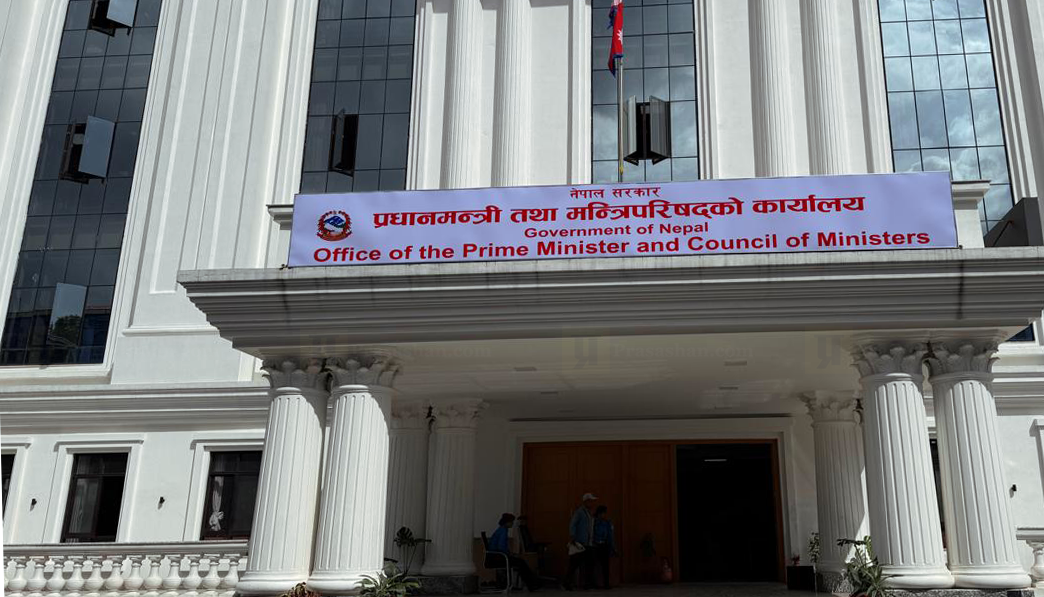 नेपाल सरकार
प्रधानमन्त्री तथा मन्त्रिपरिषद्को कार्यालय
Government of Nepal
Office of the Prime Minister and Council of Ministers